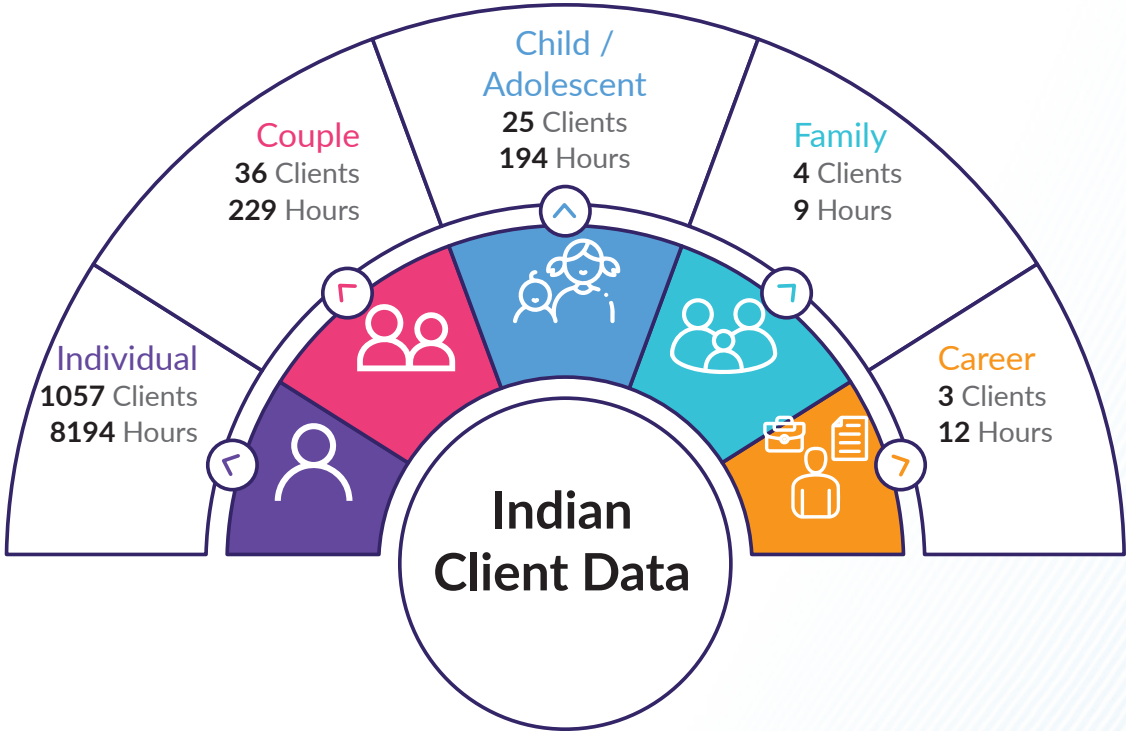 Individual
1057 Clients
8194 Hours
Couple
36 Clients
229 Hours
Child /
Adolescent
25 Clients
194 Hours
Family
4 Clients
9 Hours
Career
3 Clients
12 Hours
Indian
Client Data